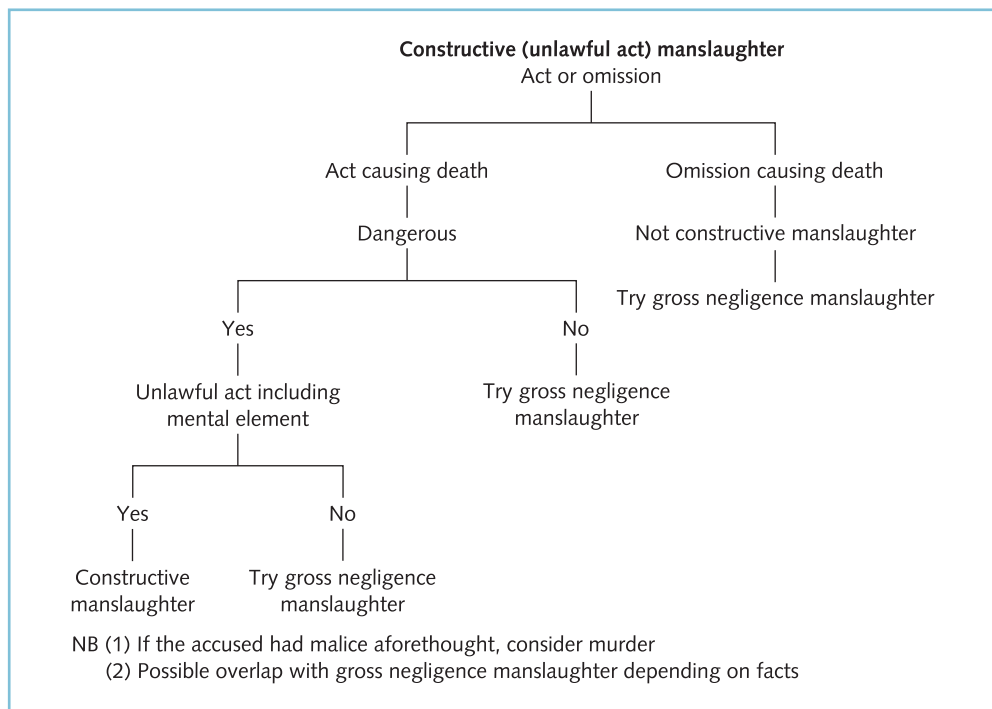 Constructive (unlawful act) manslaughter
Act or omission
Act causing death
Omission causing death
Dangerous
Not constructive manslaughter
Try gross negligence manslaughter
Yes
No
Unlawful act including
mental element
Try gross negligence
manslaughter
Yes
No
Constructive
manslaughter
Try gross negligence
manslaughter
NB (1) If the accused had malice aforethought, consider murder
(2) Possible overlap with gross negligence manslaughter depending on facts